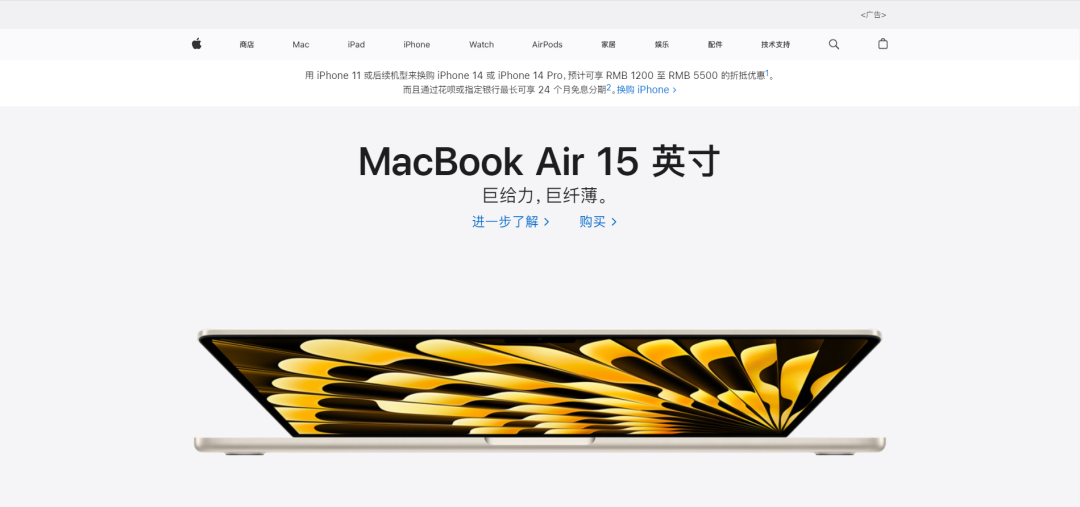 <广告>
商店 Mac iPad iPhone Watch AirPods 家居 娱乐 配件 技术支持
用 iPhone 11 或后续机型来换购 iPhone 14 或 iPhone 14 Pro，预计可享 RMB 1200 至 RMB 5500 的折抵优惠1。
而且通过花呗或指定银行最长可享 24 个月免息分期2。换购 iPhone >
MacBook Air 15 英寸
巨给力，巨纤薄。
进一步了解 > 购买 >